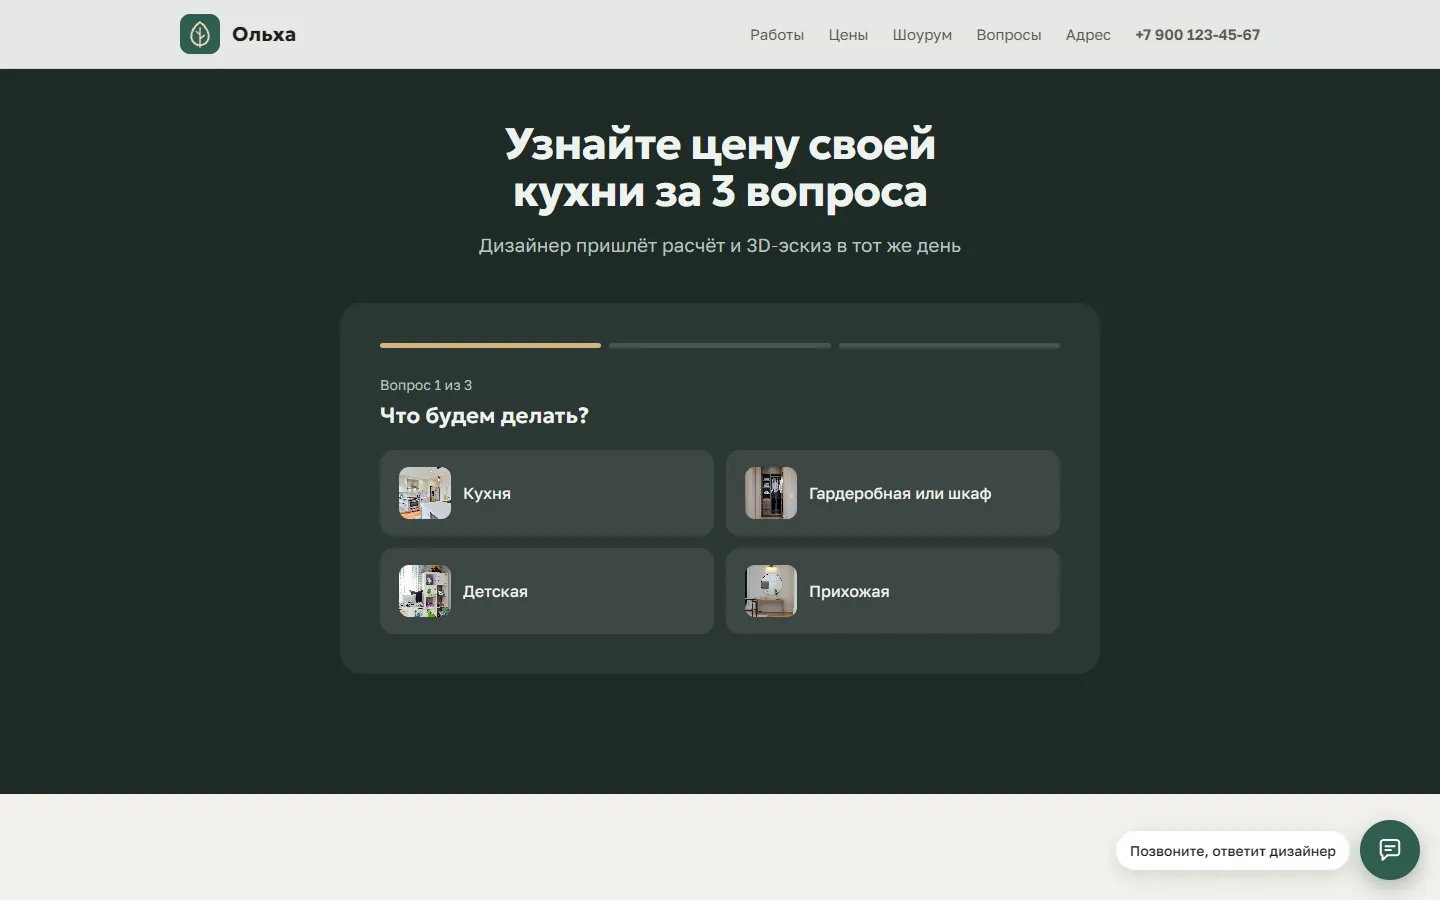 Ольха
Работы
Цены
Шоурум
Вопросы
Адрес
+7 900 123-45-67
Узнайте цену своей
кухни за 3 вопроса
Дизайнер пришлёт расчёт и 3D-эскиз в тот же день
Вопрос 1 из 3
Что будем делать?
Кухня
Гардеробная или шкаф
Детская
Прихожая
Позвоните, ответит дизайнер